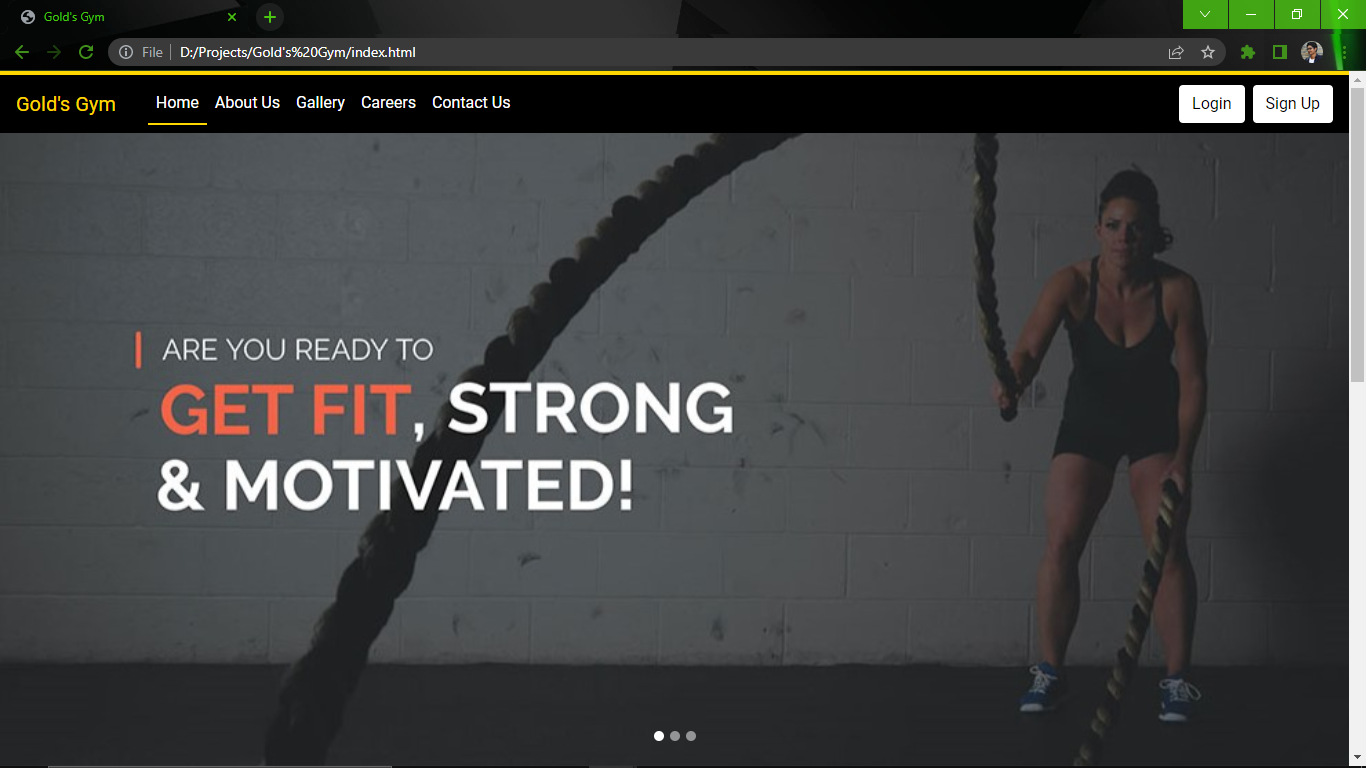 Gold's Gym
File D:/Projects/Gold's%20Gym/index.html
Gold's Gym Home About Us Gallery Careers Contact Us Login Sign Up
ARE YOU READY TO
GET FIT, STRONG
& MOTIVATED!